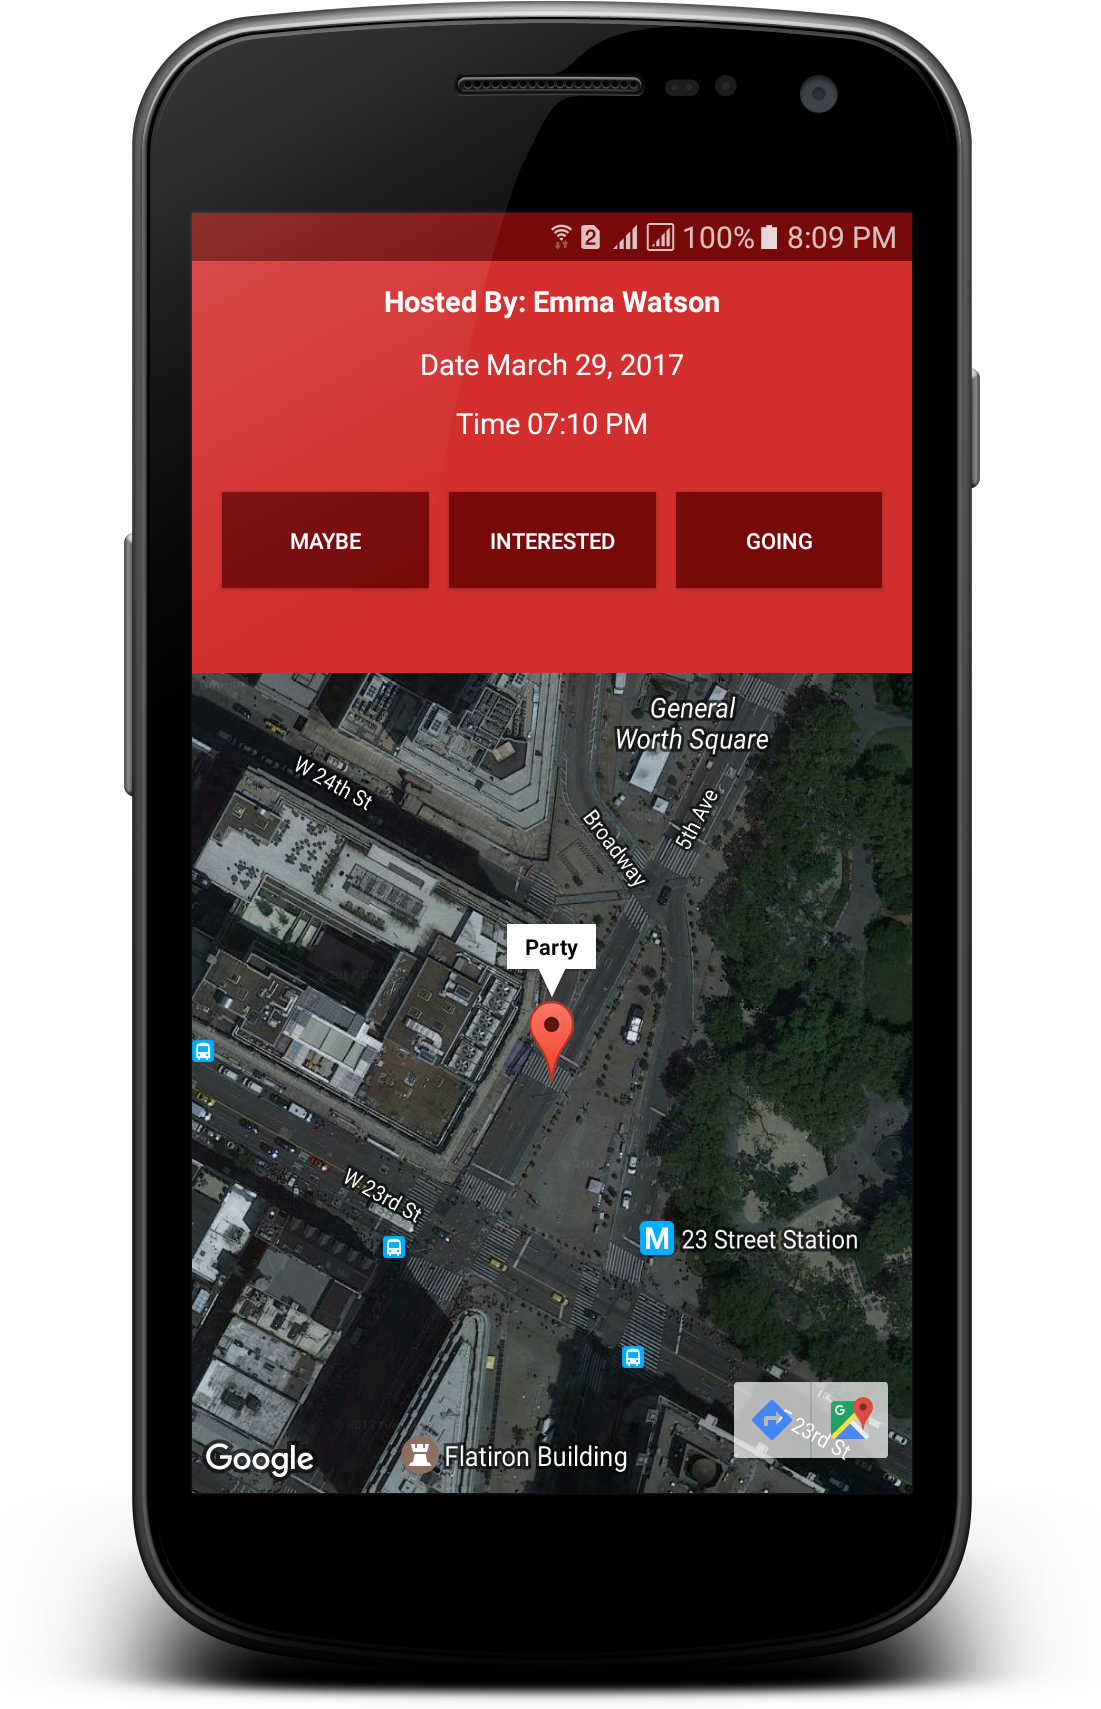 2 100% 8:09 PM
Hosted By: Emma Watson
Date March 29, 2017
Time 07:10 PM
MAYBE INTERESTED GOING
General
Worth Square
W 24th St
5th Ave
Broadway
Party
W 23rd St
M 23 Street Station
G
23rd St
Google
Flatiron Building